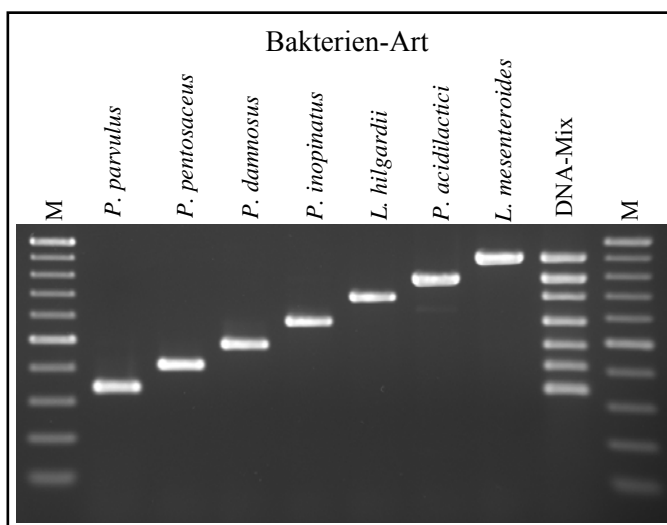 Bakterien-Art
M
P. parvulus
P. pentosaceus
P. damnosus
P. inopinatus
L. hilgardii
P. acidilactici
L. mesenteroides
DNA-Mix
M